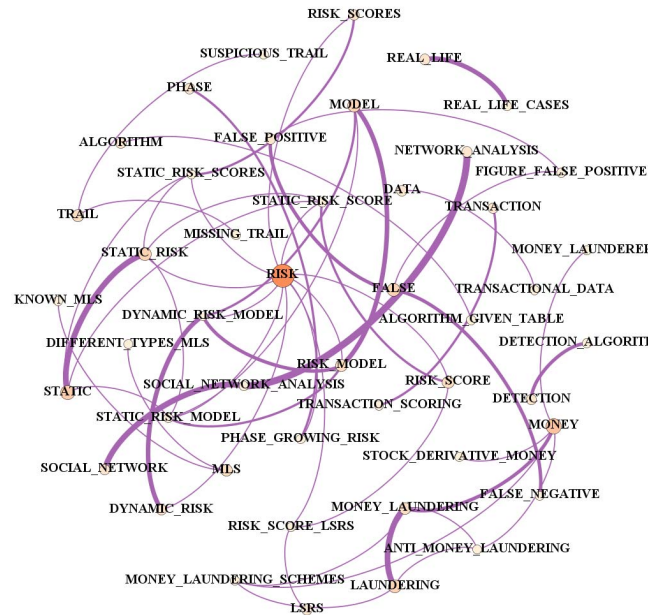 RISK_SCORES
SUSPICIOUS_TRAIL
REAL_LIFE
PHASE
MODEL
REAL_LIFE_CASES
FALSE_POSITIVE
ALGORITHM
NETWORK_ANALYSIS
STATIC_RISK_SCORES
FIGURE_FALSE_POSITIVE
DATA
STATIC_RISK_SCORE
TRANSACTION
TRAIL
MISSING_TRAIL
STATIC_RISK
MONEY_LAUNDERER
RISK
FALSE
TRANSACTIONAL_DATA
KNOWN_MLS
DYNAMIC_RISK_MODEL
ALGORITHM_GIVEN_TABLE
DIFFERENT_TYPES_MLS
DETECTION_ALGORITH
RISK_MODEL
SOCIAL_NETWORK_ANALYSIS
RISK_SCORE
STATIC
DETECTION
TRANSACTION_SCORING
STATIC_RISK_MODEL
MONEY
PHASE_GROWING_RISK
STOCK_DERIVATIVE_MONEY
SOCIAL_NETWORK
MLS
FALSE_NEGATIVE
MONEY_LAUNDERING
DYNAMIC_RISK
RISK_SCORE_LSRS
ANTI_MONEY_LAUNDERING
MONEY_LAUNDERING_SCHEMES
LAUNDERING
LSRS